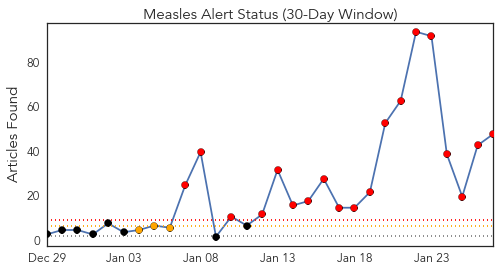 Measles Alert Status (30-Day Window)
Articles Found
80
60
40
20
0
Dec 29 Jan 03 Jan 08 Jan 13 Jan 18 Jan 23